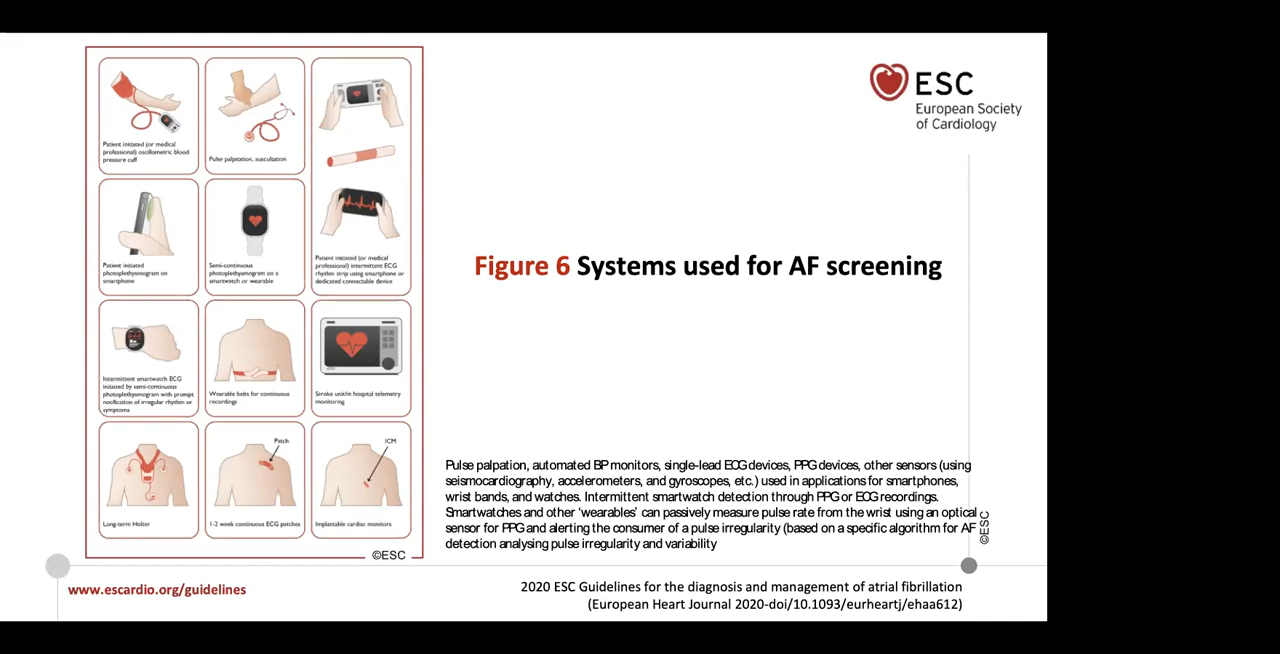 Patient initiated (or medical
professional) oscillometric blood
pressure cuff
Pulse palpitation, auscultation
Patient initiated
photoplethysmogram on
smartphone
Semi-continuous
photoplethysmogram on a
smartwatch or wearable
Patient initiated (or medical
professional) intermittent ECG
rhythm strip using smartphone or
dedicated connectable device
Intermittent smartwatch ECG
initiated by semi-continuous
photoplethysmogram with prompt
notification of irregular rhythm or
symptoms
Wearable belts for continuous
recordings
Stroke unit/in hospital telemetry
monitoring
Long-term Holter
Patch
1-2 week continuous ECG patches
ICM
Implantable cardiac monitors
©ESC
ESC
European Society
of Cardiology
Figure 6 Systems used for AF screening
Pulse palpation, automated BP monitors, single-lead ECG devices, PPG devices, other sensors (using
seismocardiography, accelerometers, and gyroscopes, etc.) used in applications for smartphones,
wrist bands, and watches. Intermittent smartwatch detection through PPG or ECG recordings.
Smartwatches and other ‘wearables’ can passively measure pulse rate from the wrist using an optical
sensor for PPG and alerting the consumer of a pulse irregularity (based on a specific algorithm for AF
detection analysing pulse irregularity and variability
©ESC
www.escardio.org/guidelines
2020 ESC Guidelines for the diagnosis and management of atrial fibrillation
(European Heart Journal 2020-doi/10.1093/eurheartj/ehaa612)